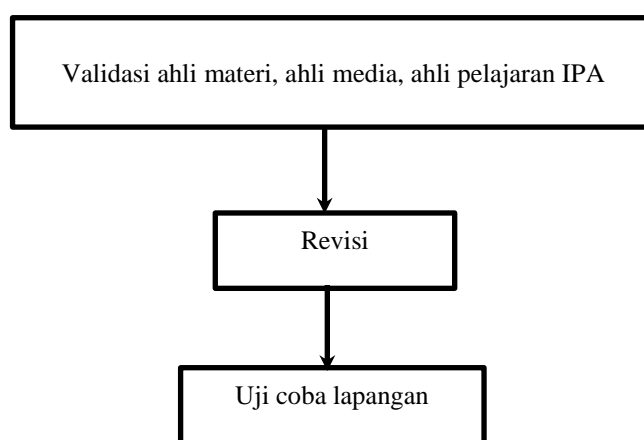 Validasi ahli materi, ahli media, ahli pelajaran IPA
Revisi
Uji coba lapangan